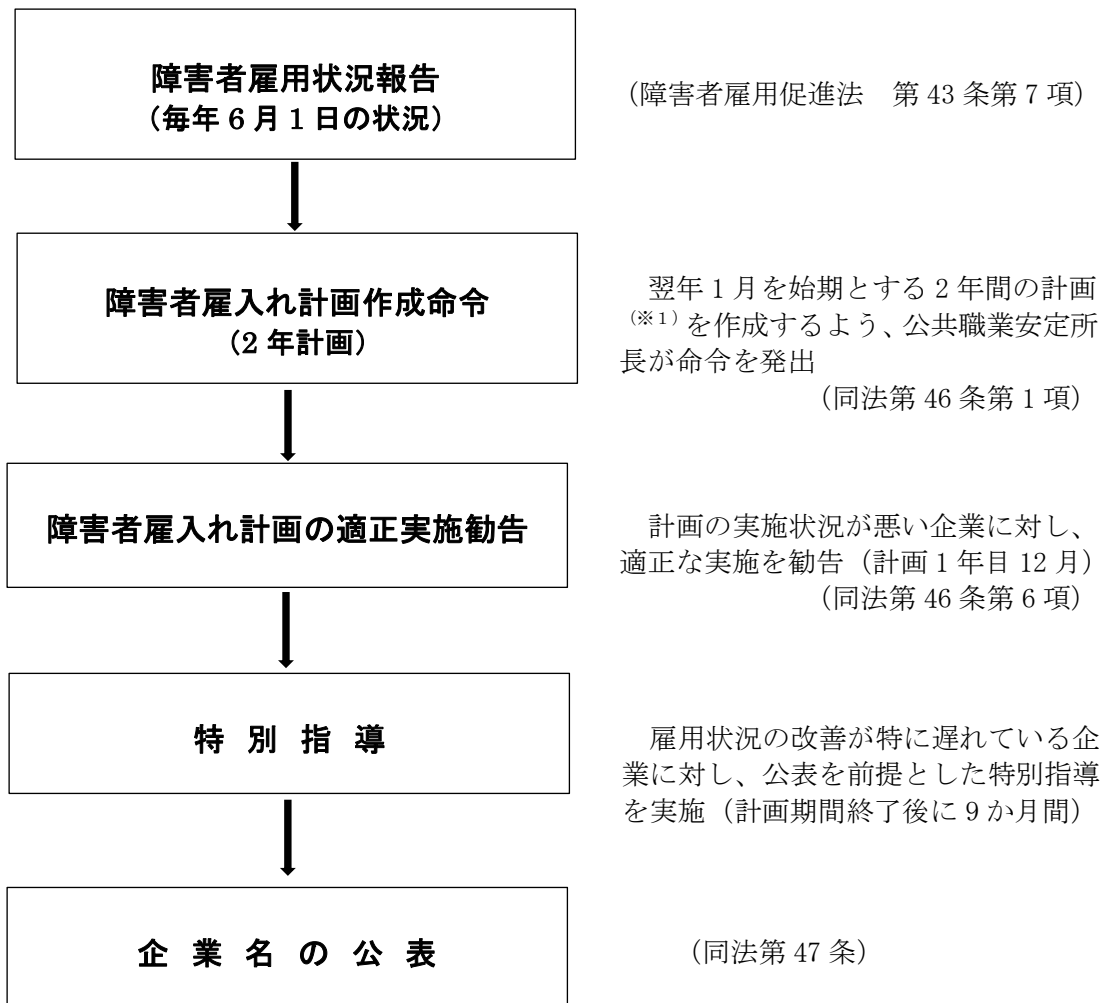 障害者雇用状況報告
（毎年6月1日の状況）
（障害者雇用促進法　第43条第7項）
障害者雇入れ計画作成命令
（2年計画）
翌年1月を始期とする2年間の計画
（※1）を作成するよう、公共職業安定所
長が命令を発出
（同法第46条第1項）
障害者雇入れ計画の適正実施勧告
計画の実施状況が悪い企業に対し、
適正な実施を勧告（計画1年目12月）
（同法第46条第6項）
特 別 指 導
雇用状況の改善が特に遅れている企
業に対し、公表を前提とした特別指導
を実施（計画期間終了後に9か月間）
企 業 名 の 公 表
（同法第47条）